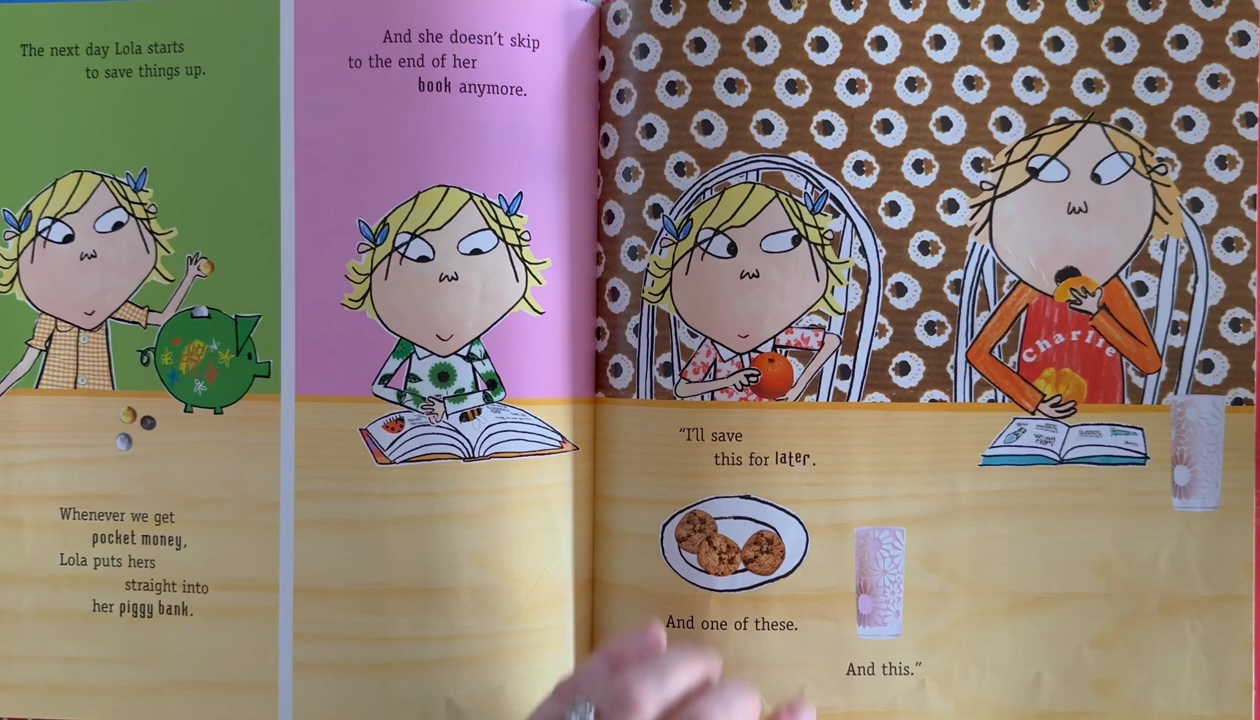 The next day Lola starts
to save things up.
Whenever we get
pocket money,
Lola puts hers
straight into
her piggy bank.
And she doesn't skip
to the end of her
book anymore.
Charlie
"I'll save
this for later.
And one of these.
And this."